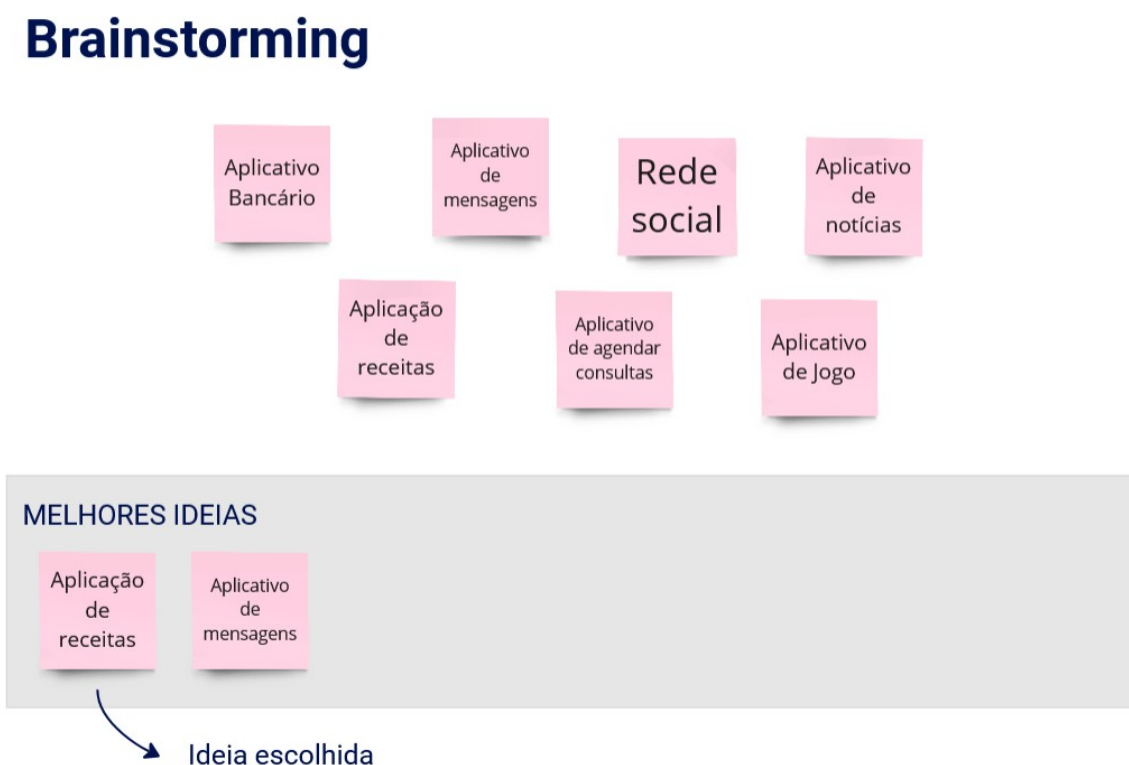 Brainstorming
Aplicativo
Bancário
Aplicativo
de
mensagens
Rede
social
Aplicativo
de
notícias
Aplicação
de
receitas
Aplicativo
de agendar
consultas
Aplicativo
de Jogo
MELHORES IDEIAS
Aplicação
de
receitas
Aplicativo
de
mensagens
Ideia escolhida